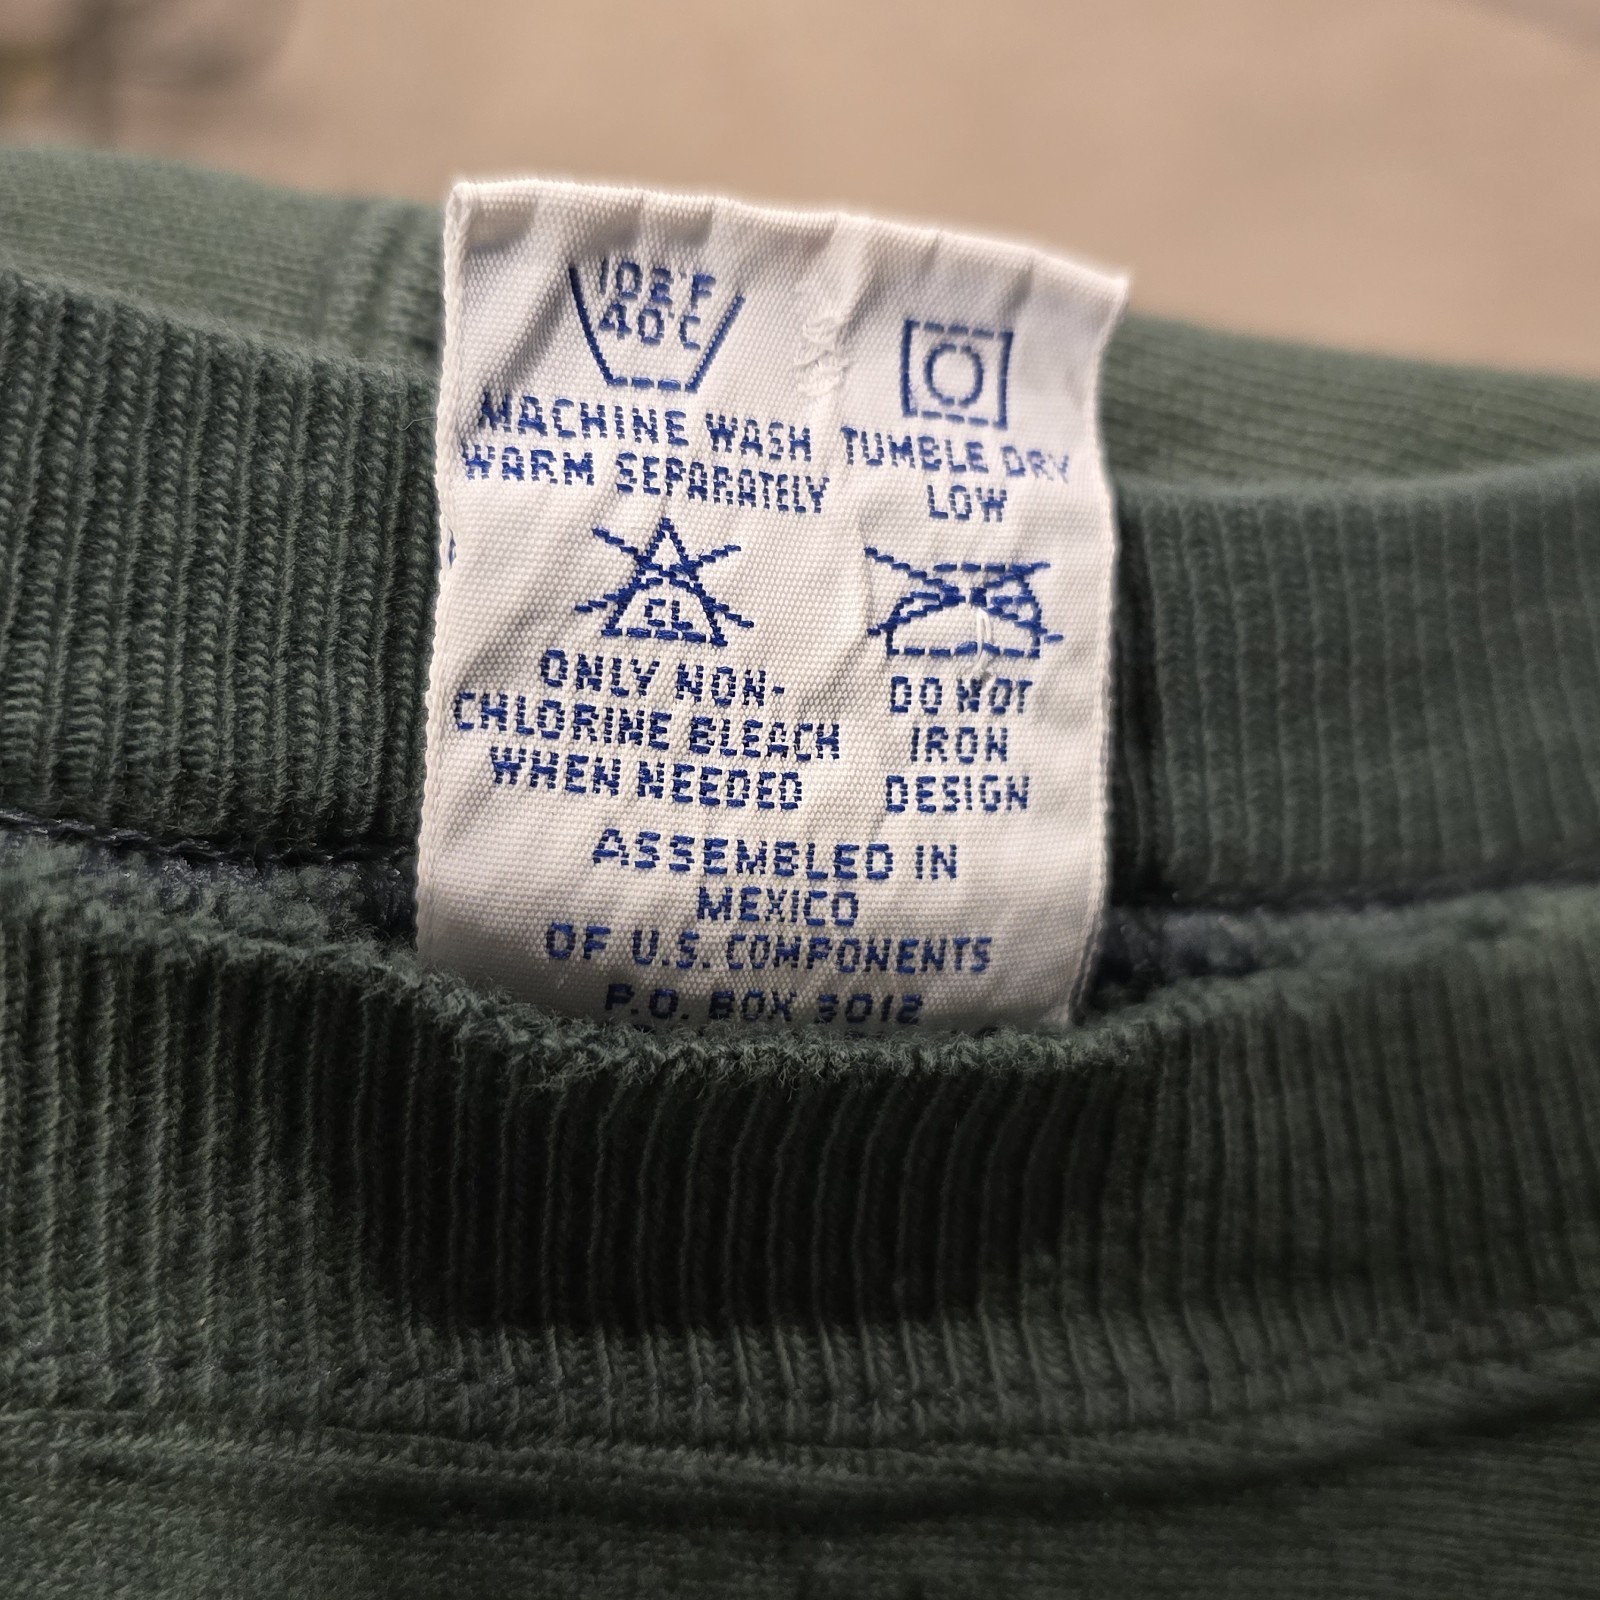 108°F
40°C
MACHINE WASH
WARM SEPARATELY
TUMBLE DRY
LOW
CL
ONLY NON-
CHLORINE BLEACH
WHEN NEEDED
DO NOT
IRON
DESIGN
ASSEMBLED IN
MEXICO
OF U.S. COMPONENTS
P.O. BOX 3012